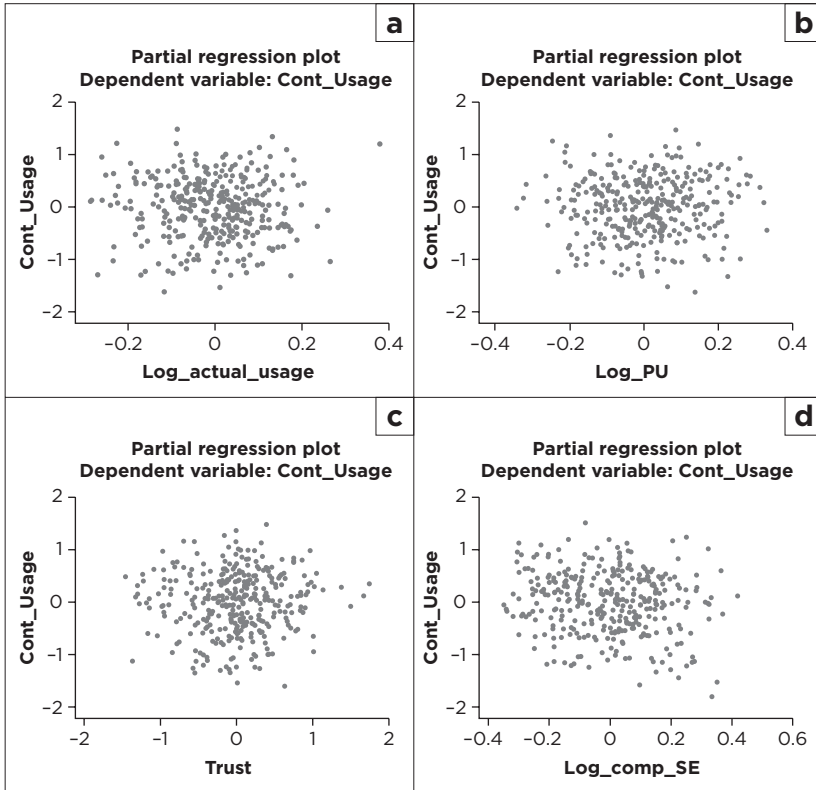 a
Partial regression plot
Dependent variable: Cont_Usage
2
1
0
−1
−2
Cont_Usage
−0.2
0
0.2
0.4
Log_actual_usage
b
Partial regression plot
Dependent variable: Cont_Usage
2
1
0
−1
−2
Cont_Usage
−0.4
−0.2
0
0.2
0.4
Log_PU
c
Partial regression plot
Dependent variable: Cont_Usage
2
1
0
−1
−2
Cont_Usage
−2
−1
0
1
2
Trust
d
Partial regression plot
Dependent variable: Cont_Usage
2
1
0
−1
−2
Cont_Usage
−0.4
−0.2
0
0.2
0.4
0.6
Log_comp_SE